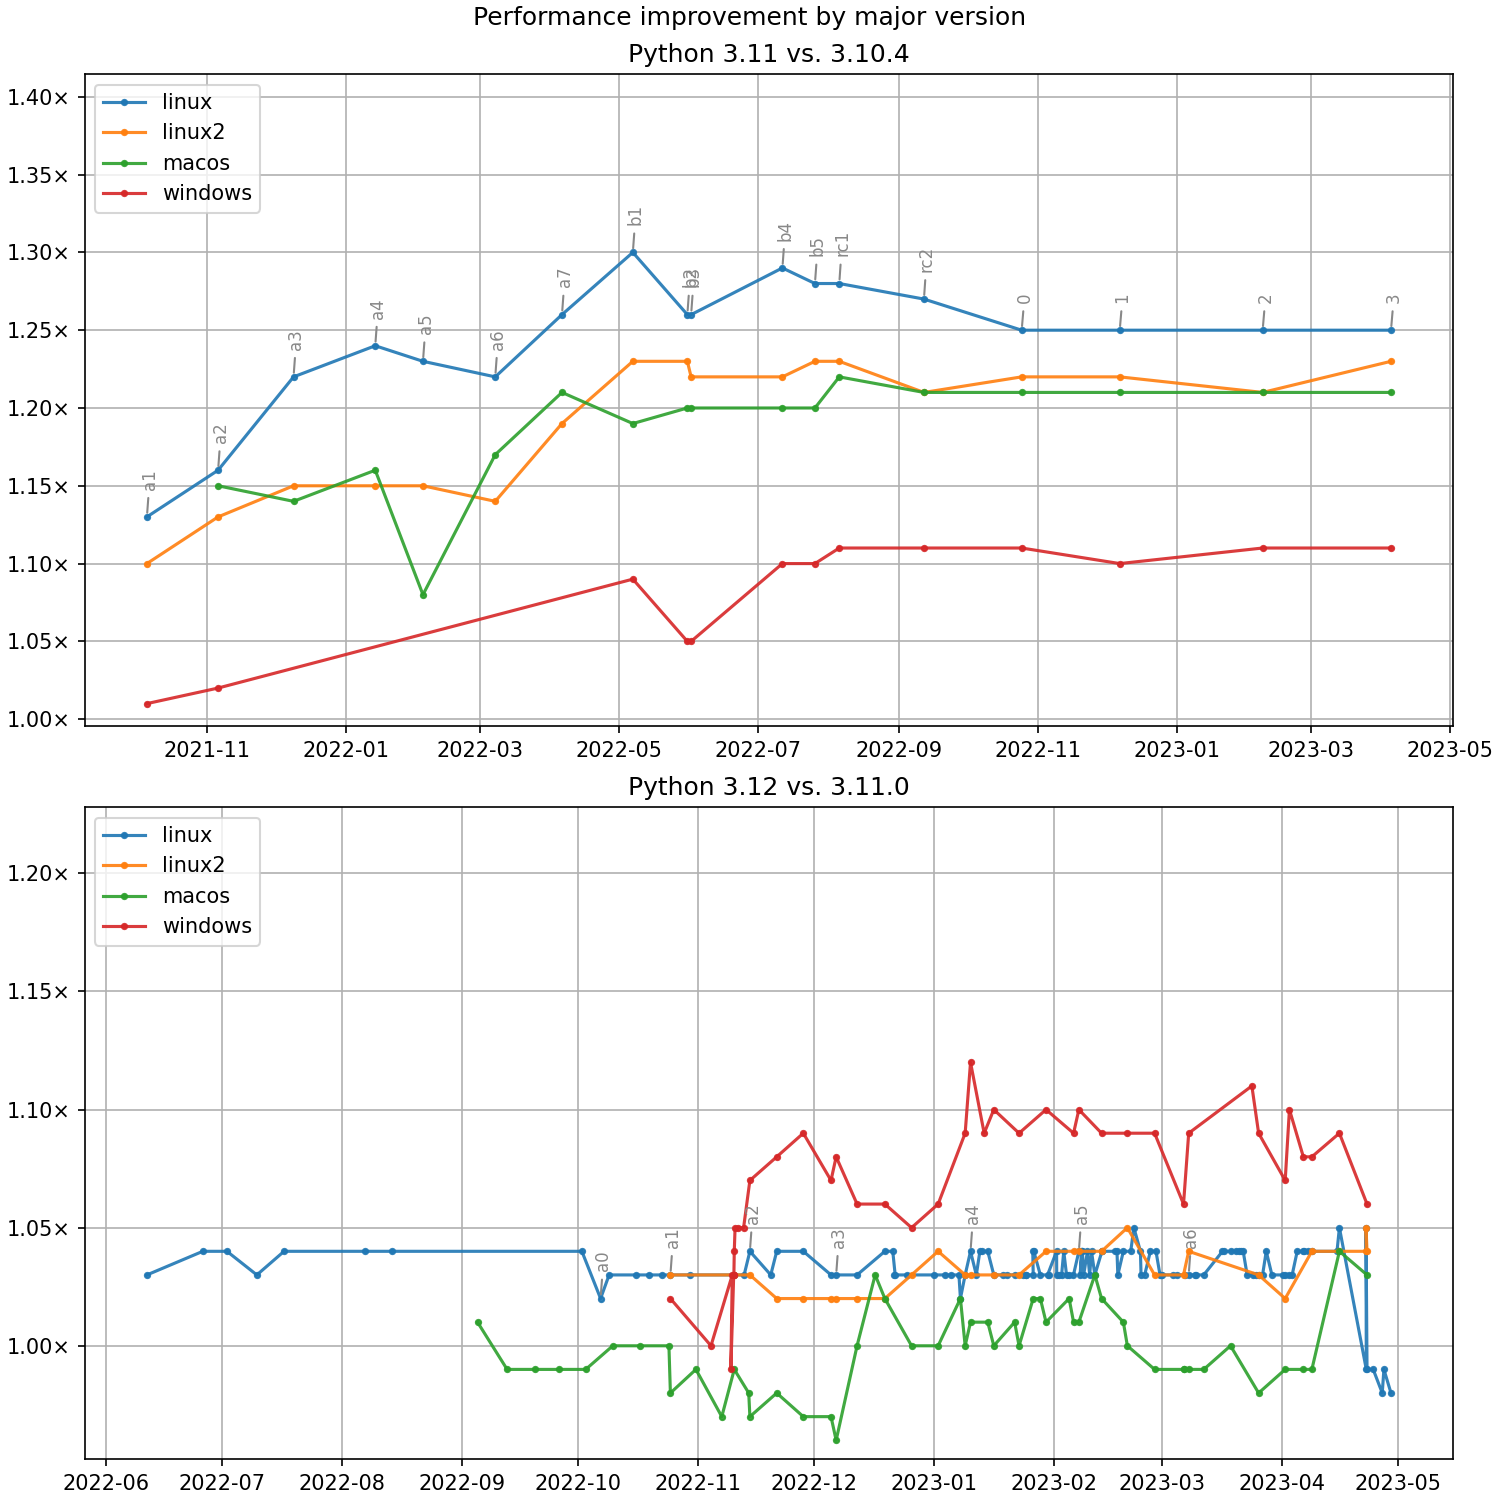 Performance improvement by major version
Python 3.11 vs. 3.10.4
1.40×
1.35×
1.30×
1.25×
1.20×
1.15×
1.10×
1.05×
1.00×
linux
linux2
macos
windows
a1
a2
a3
a4
a5
a6
a7
b1
b3
b4
b5
rc1
rc2
0
1
2
3
2021-11
2022-01
2022-03
2022-05
2022-07
2022-09
2022-11
2023-01
2023-03
2023-05
Python 3.12 vs. 3.11.0
1.20×
1.15×
1.10×
1.05×
1.00×
linux
linux2
macos
windows
a0
a1
a2
a3
a4
a5
a6
2022-06
2022-07
2022-08
2022-09
2022-10
2022-11
2022-12
2023-01
2023-02
2023-03
2023-04
2023-05